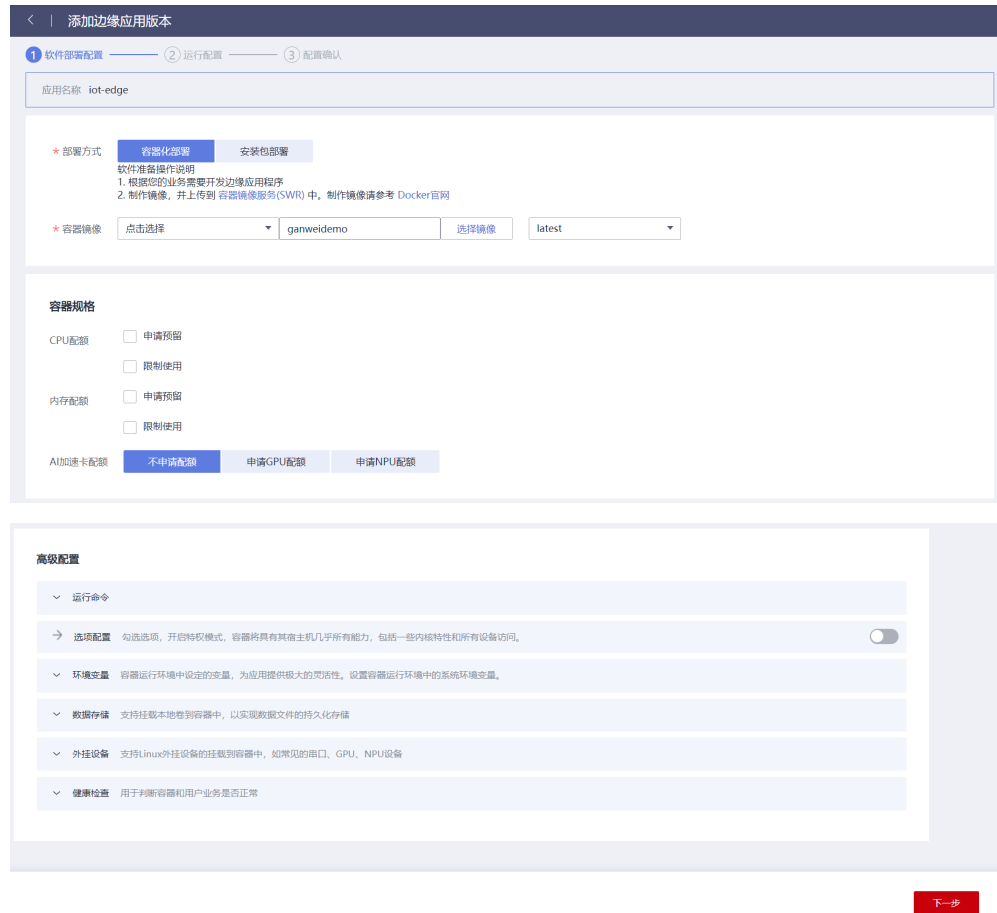 添加边缘应用版本
1 软件部署配置 2 运行配置 3 配置确认
应用名称 iot-edge
* 部署方式 容器化部署 安装包部署
软件准备操作说明
1. 根据您的业务需要开发边缘应用程序
2. 制作镜像，并上传到 容器镜像服务(SWR) 中。制作镜像请参考 Docker官网
* 容器镜像 点击选择 ganweidemo 选择镜像 latest
容器规格
CPU配额 申请预留
限制使用
内存配额 申请预留
限制使用
AI加速卡配额 不申请配额 申请GPU配额 申请NPU配额
高级配置
运行命令
选项配置 勾选选项，开启特权模式，容器将具有其宿主机几乎所有能力，包括一些内核特性和所有设备访问。
环境变量 容器运行环境中设定的变量，为应用提供极大的灵活性。设置容器运行环境中的系统环境变量。
数据存储 支持挂载本地卷到容器中，以实现数据文件的持久化存储
外挂设备 支持Linux外挂设备的挂载到容器中，如常见的串口、GPU、NPU设备
健康检查 用于判断容器和用户业务是否正常
下一步